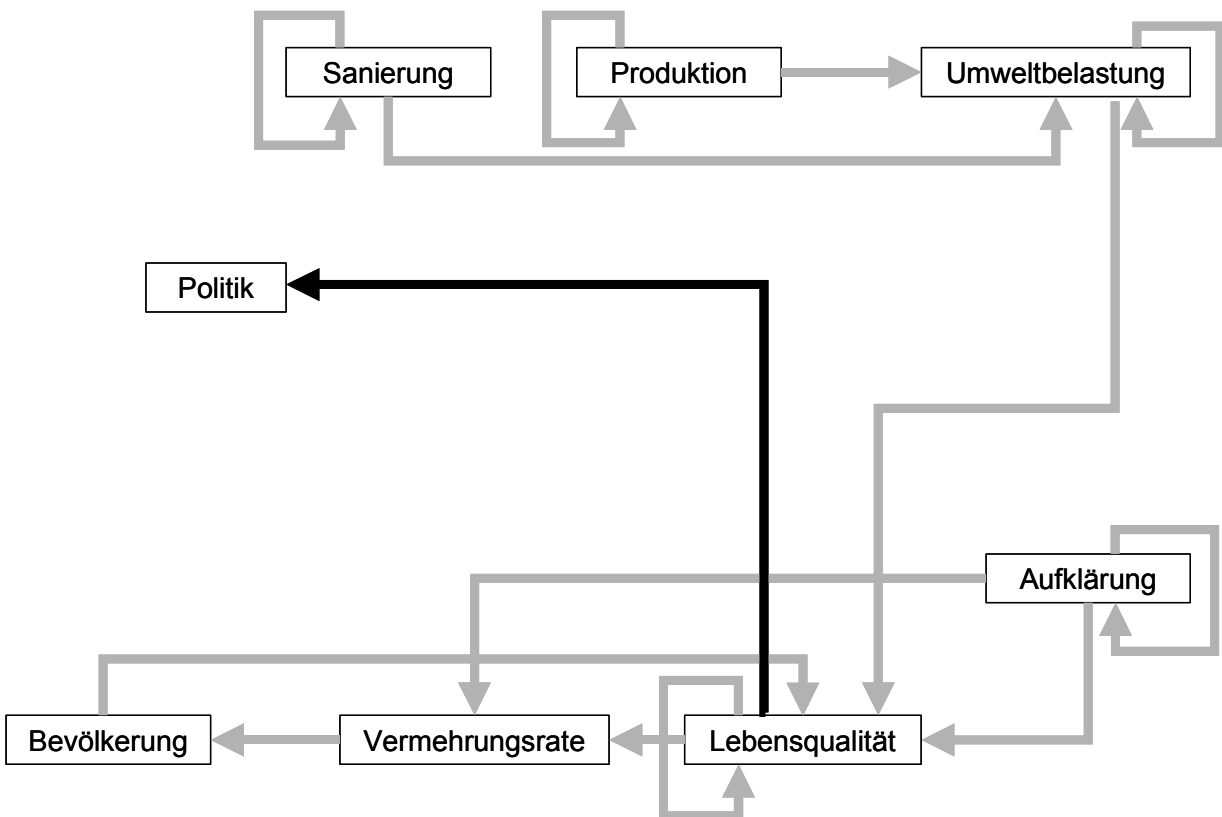 Sanierung
Produktion
Umweltbelastung
Politik
Aufklärung
Bevölkerung
Vermehrungsrate
Lebensqualität